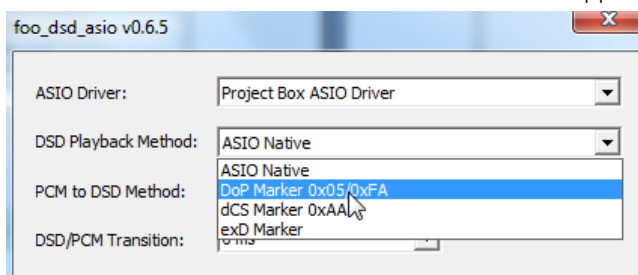 foo_dsd_asio v0.6.5
ASIO Driver: Project Box ASIO Driver
DSD Playback Method: ASIO Native
ASIO Native
DoP Marker 0x05/0xFA
PCM to DSD Method:
dCS Marker 0xAA
exD Marker
DSD/PCM Transition: